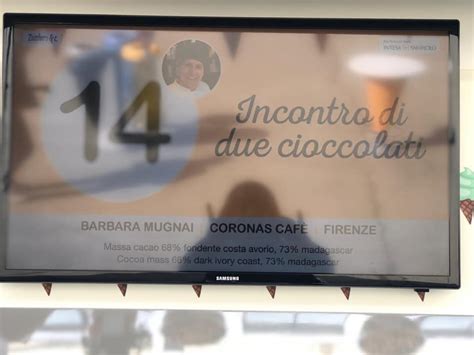 14
Incontro di
due cioccolati
BARBARA MUGNAI | CORONAS CAFÈ | FIRENZE
Massa cacao 68% fondente costa avorio, 73% madagascar
Cocoa mass 68% dark ivory coast, 73% madagascar
SAMSUNG